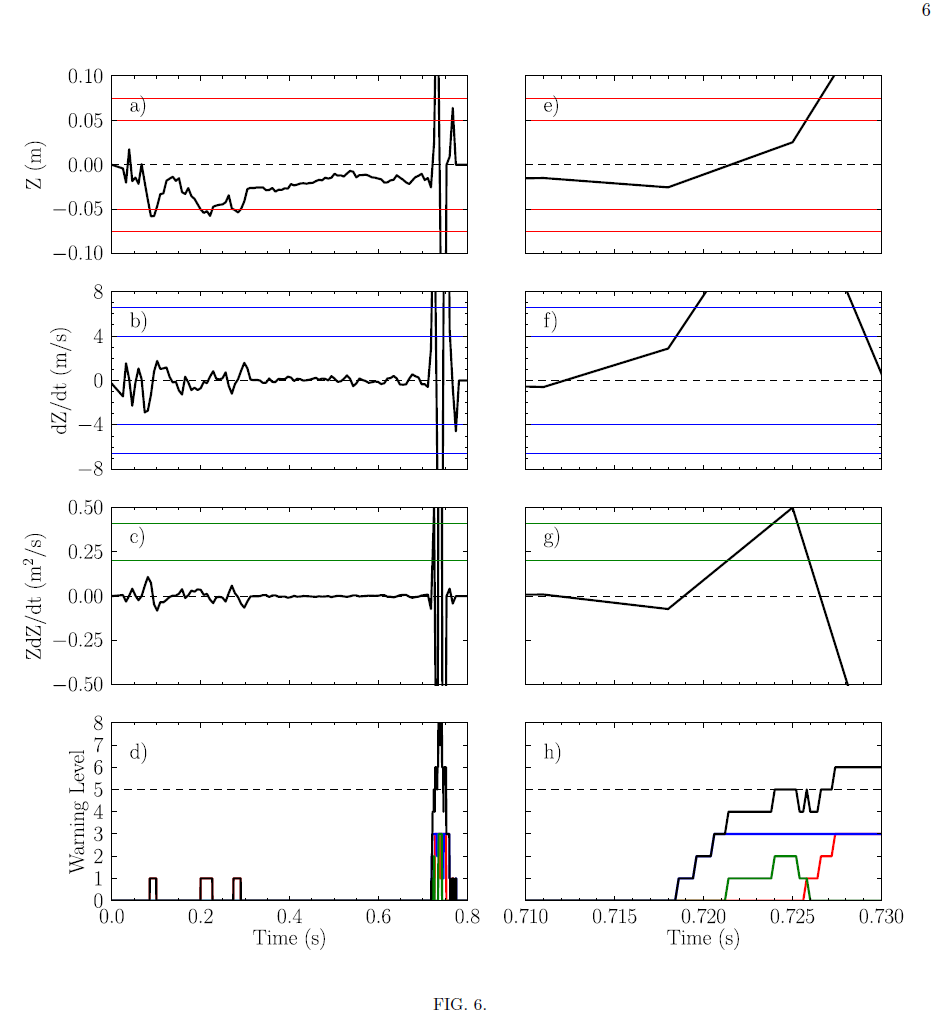 6
0.10
0.05
0.00
−0.05
−0.10
Z (m)
a)
e)
8
4
0
−4
−8
dZ/dt (m/s)
b)
f)
0.50
0.25
0.00
−0.25
−0.50
ZdZ/dt (m²/s)
c)
g)
8
7
6
5
4
3
2
1
0
Warning Level
d)
h)
0.0 0.2 0.4 0.6 0.8
0.710 0.715 0.720 0.725 0.730
Time (s)
Time (s)
FIG. 6.